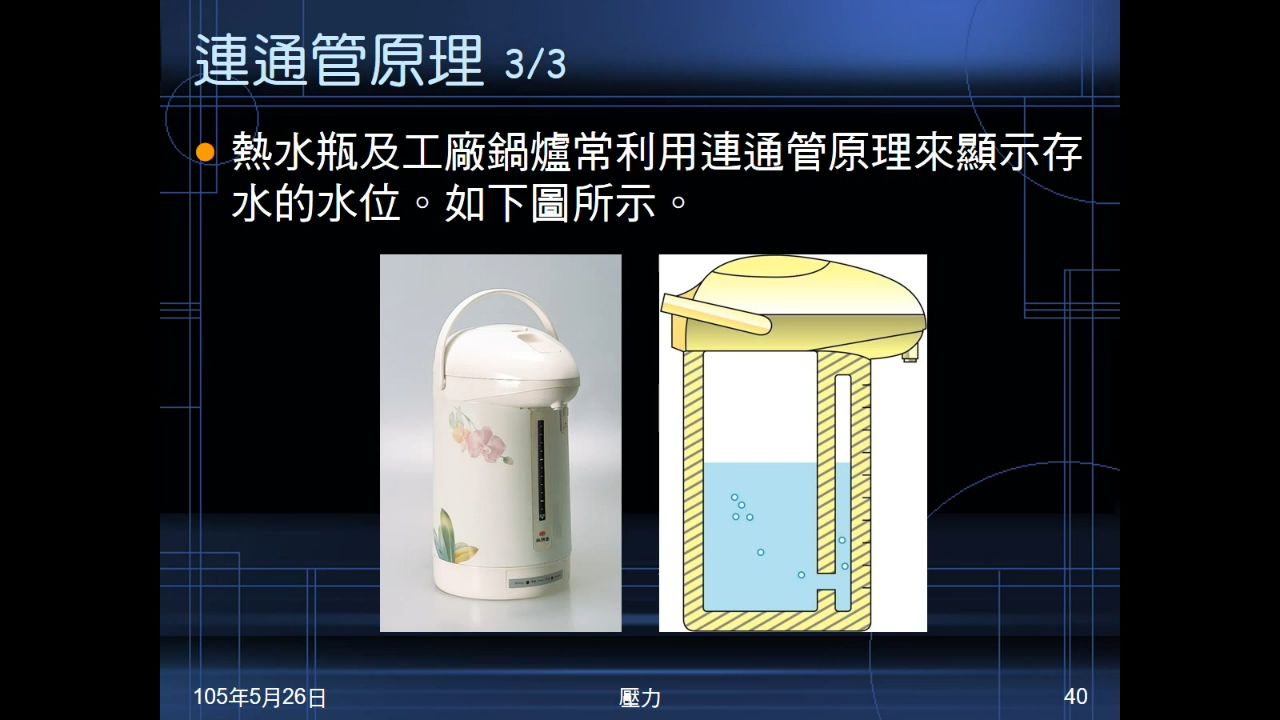 連通管原理 3/3
熱水瓶及工廠鍋爐常利用連通管原理來顯示存
水的水位。如下圖所示。
105年5月26日
壓力
40